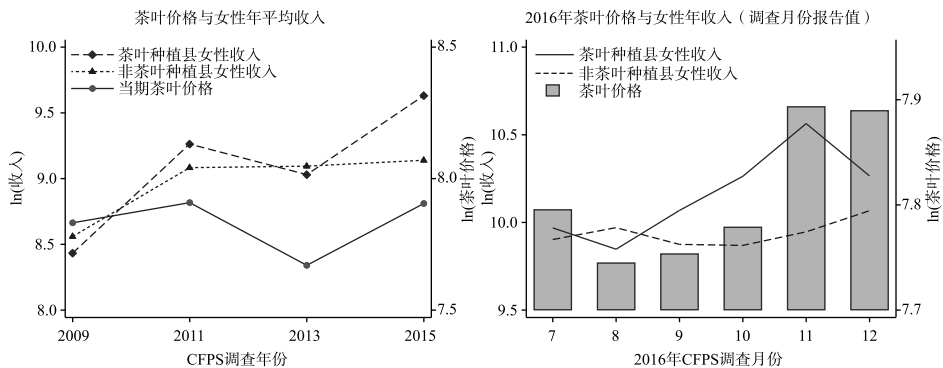 茶叶价格与女性年平均收入
10.0
9.5
9.0
8.5
8.0
ln(收入)
茶叶种植县女性收入
非茶叶种植县女性收入
当期茶叶价格
8.5
8.0
7.5
ln(茶叶价格)
2009
2011
2013
2015
CFPS调查年份
2016年茶叶价格与女性年收入（调查月份报告值）
11.0
10.5
10.0
9.5
ln(收入)
茶叶种植县女性收入
非茶叶种植县女性收入
茶叶价格
7.9
7.8
7.7
ln(茶叶价格)
7
8
9
10
11
12
2016年CFPS调查月份